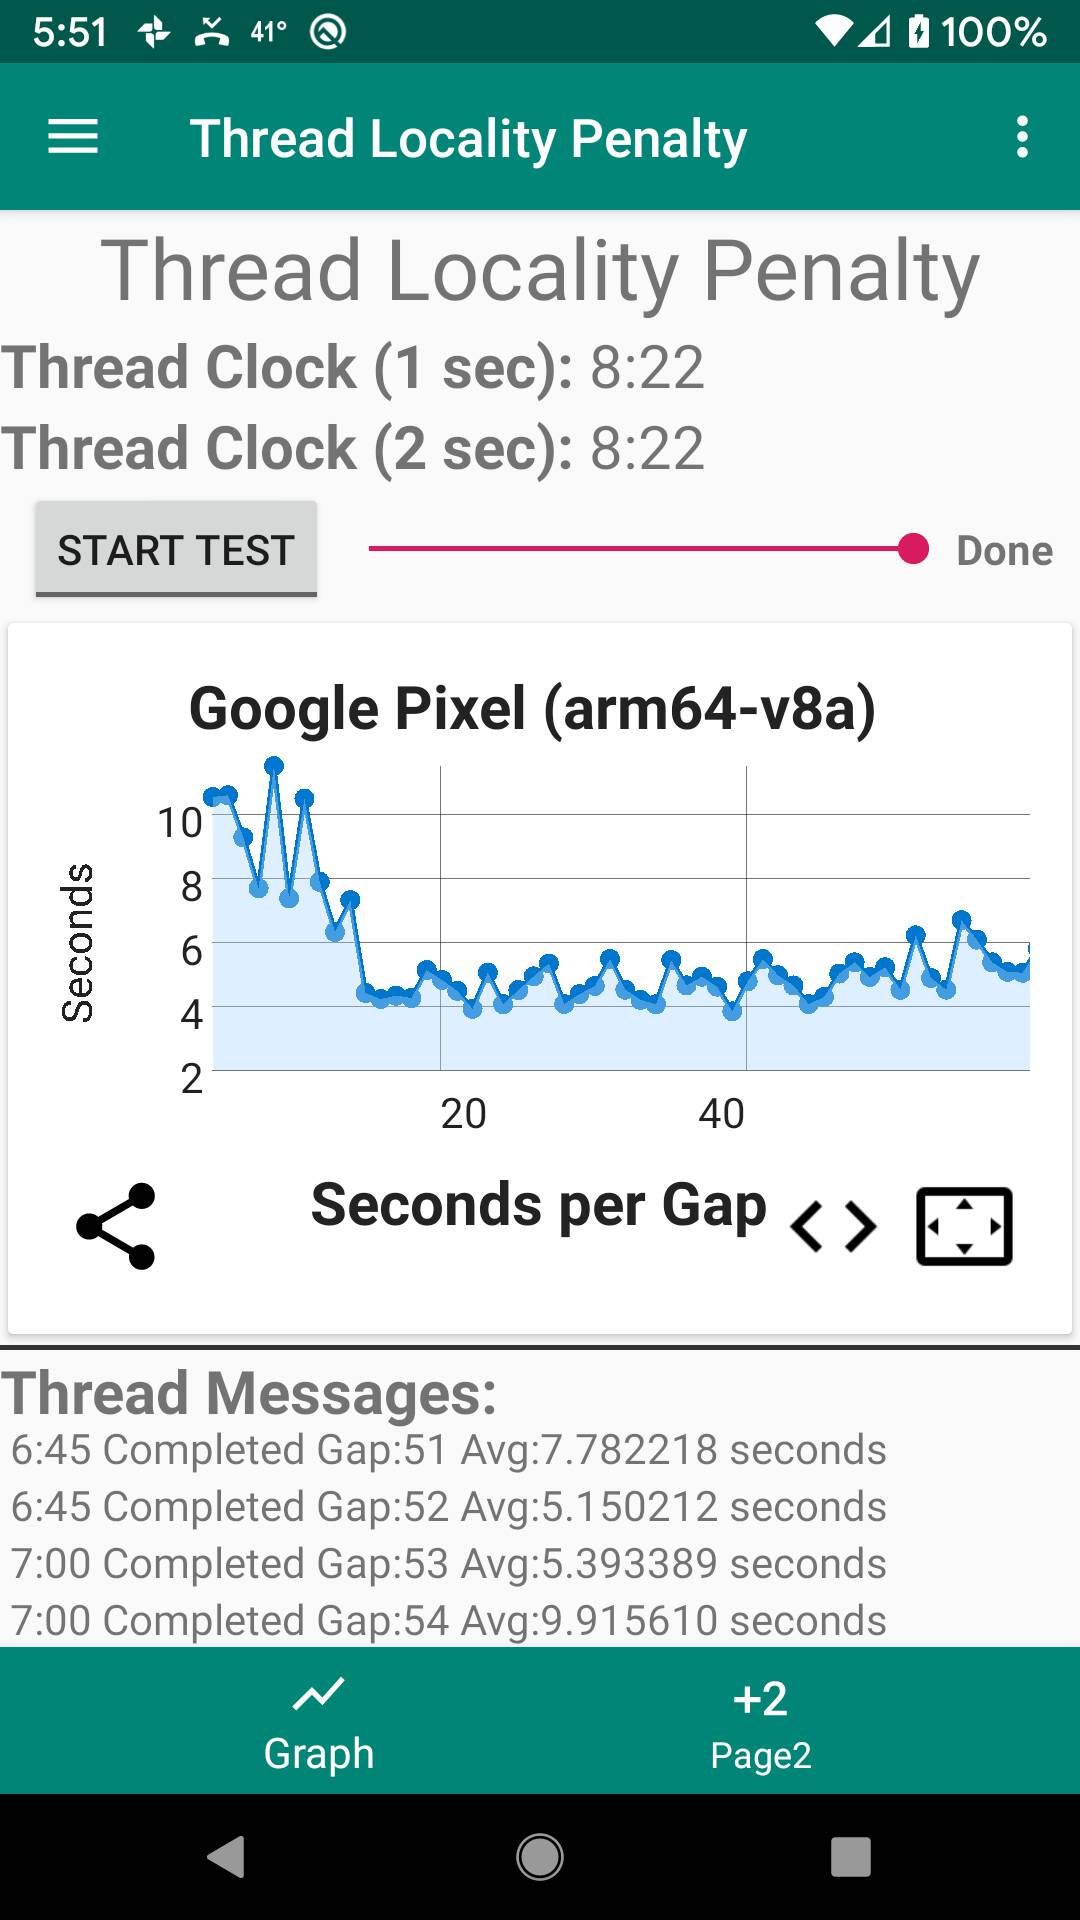 5:51 41° 100%
Thread Locality Penalty
Thread Locality Penalty
Thread Clock (1 sec): 8:22
Thread Clock (2 sec): 8:22
START TEST Done
Google Pixel (arm64-v8a)
Seconds
10
8
6
4
2
20 40
Seconds per Gap
Thread Messages:
6:45 Completed Gap:51 Avg:7.782218 seconds
6:45 Completed Gap:52 Avg:5.150212 seconds
7:00 Completed Gap:53 Avg:5.393389 seconds
7:00 Completed Gap:54 Avg:9.915610 seconds
+2
Graph Page2